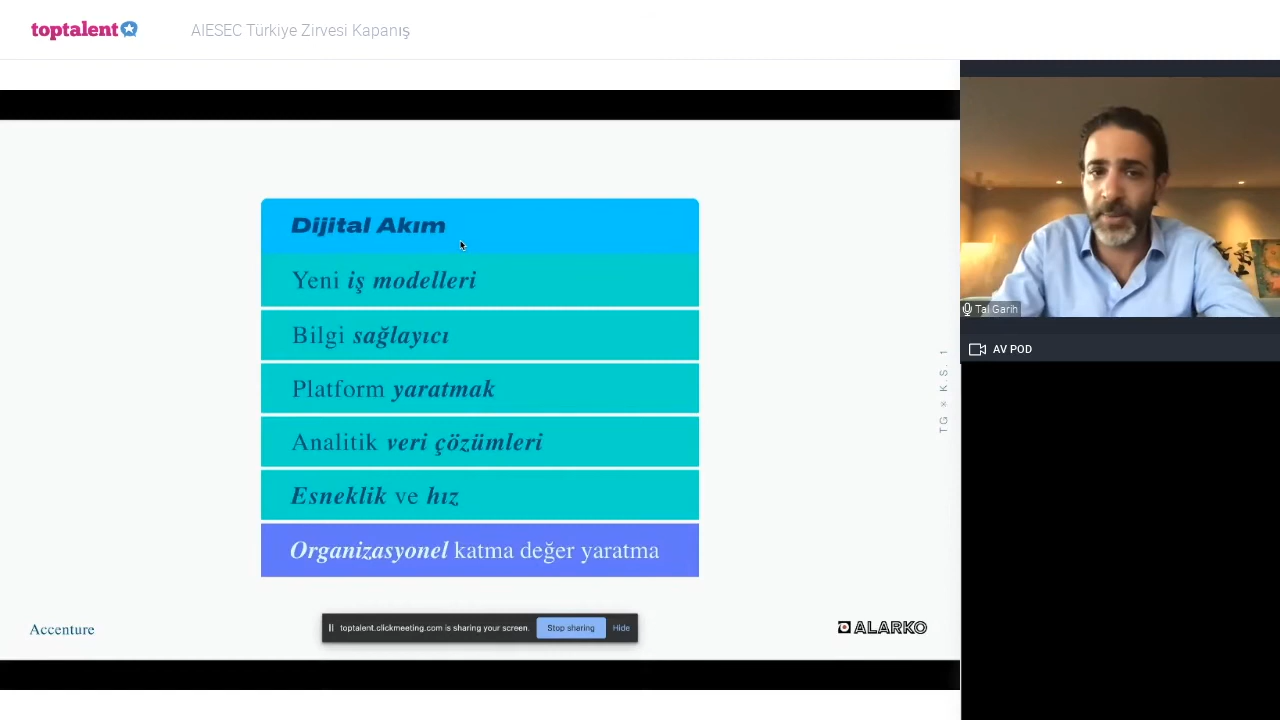 toptalent
AIESEC Türkiye Zirvesi Kapanış
Dijital Akım
Yeni iş modelleri
Bilgi sağlayıcı
Platform yaratmak
Analitik veri çözümleri
Esneklik ve hız
Organizasyonel katma değer yaratma
Accenture
toptalent.clickmeeting.com is sharing your screen. Stop sharing Hide
ALARKO
TG × K.S. 1
Tal Garih
AV POD